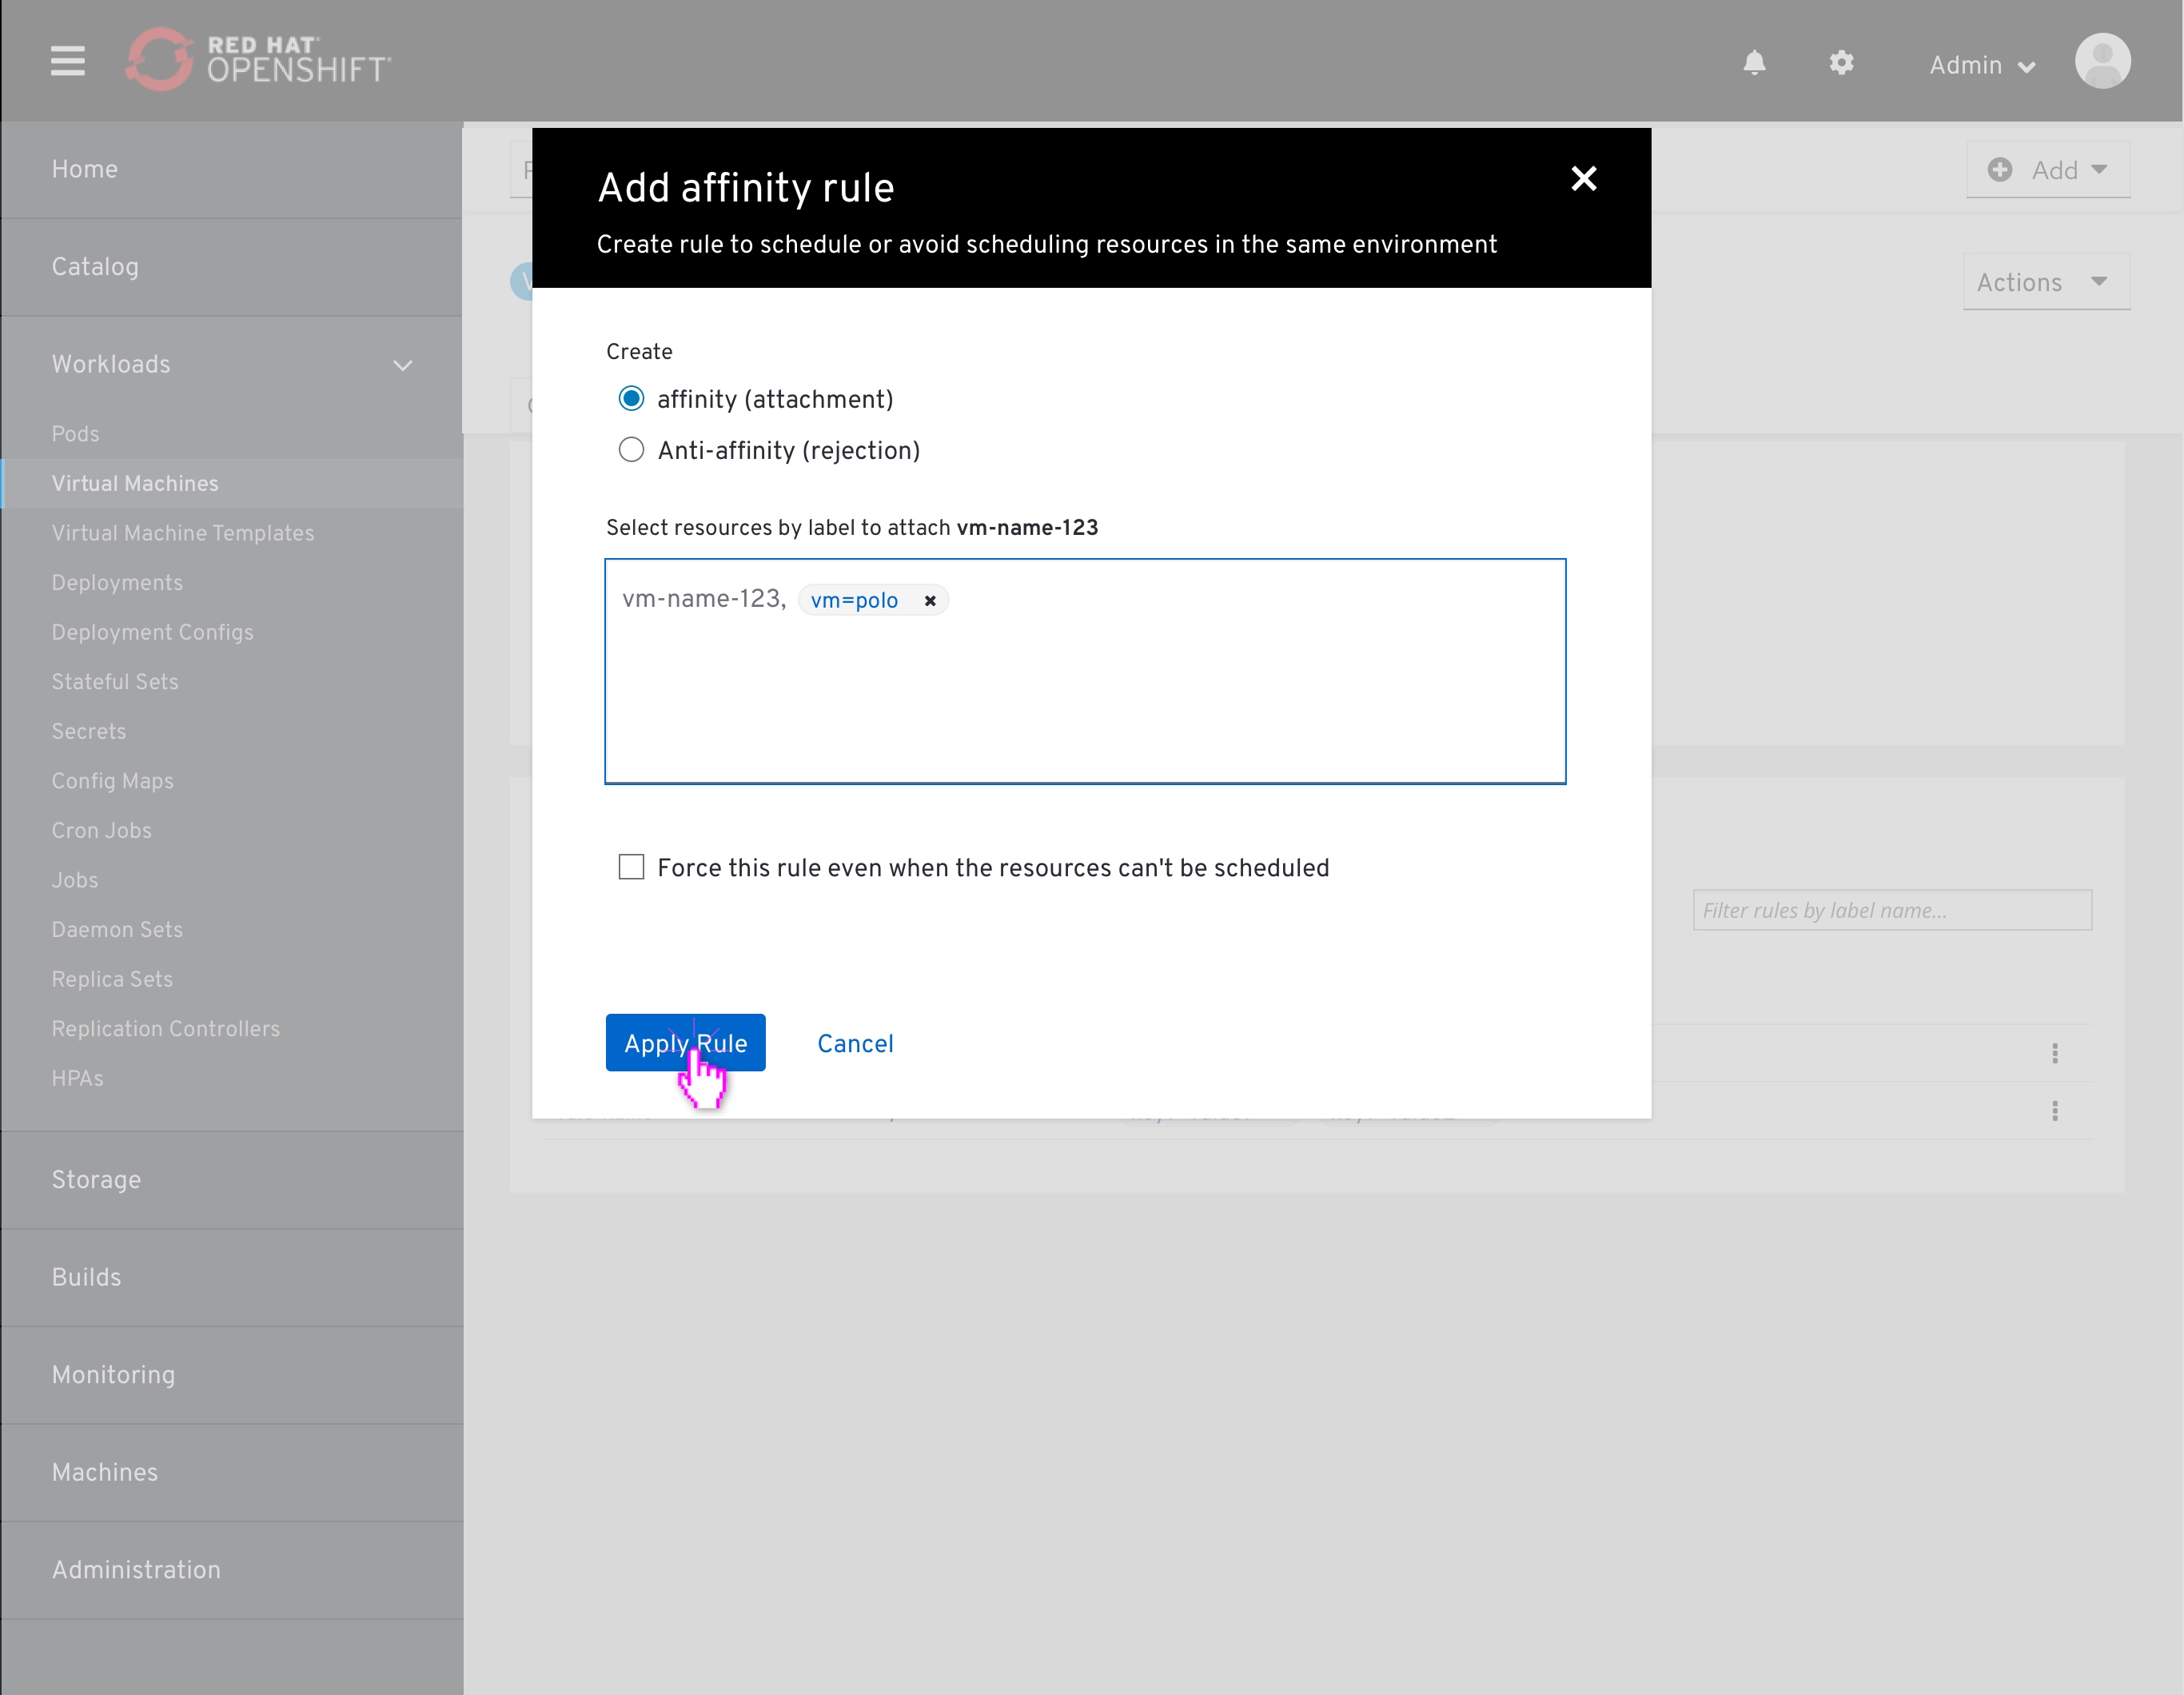 RED HAT
OPENSHIFT
Admin
Home
Catalog
Workloads
Pods
Virtual Machines
Virtual Machine Templates
Deployments
Deployment Configs
Stateful Sets
Secrets
Config Maps
Cron Jobs
Jobs
Daemon Sets
Replica Sets
Replication Controllers
HPAs
Storage
Builds
Monitoring
Machines
Administration
Add
Actions
Add affinity rule
Create rule to schedule or avoid scheduling resources in the same environment
Create
affinity (attachment)
Anti-affinity (rejection)
Select resources by label to attach vm-name-123
vm-name-123, vm=polo
Force this rule even when the resources can't be scheduled
Apply Rule Cancel
Filter rules by label name...